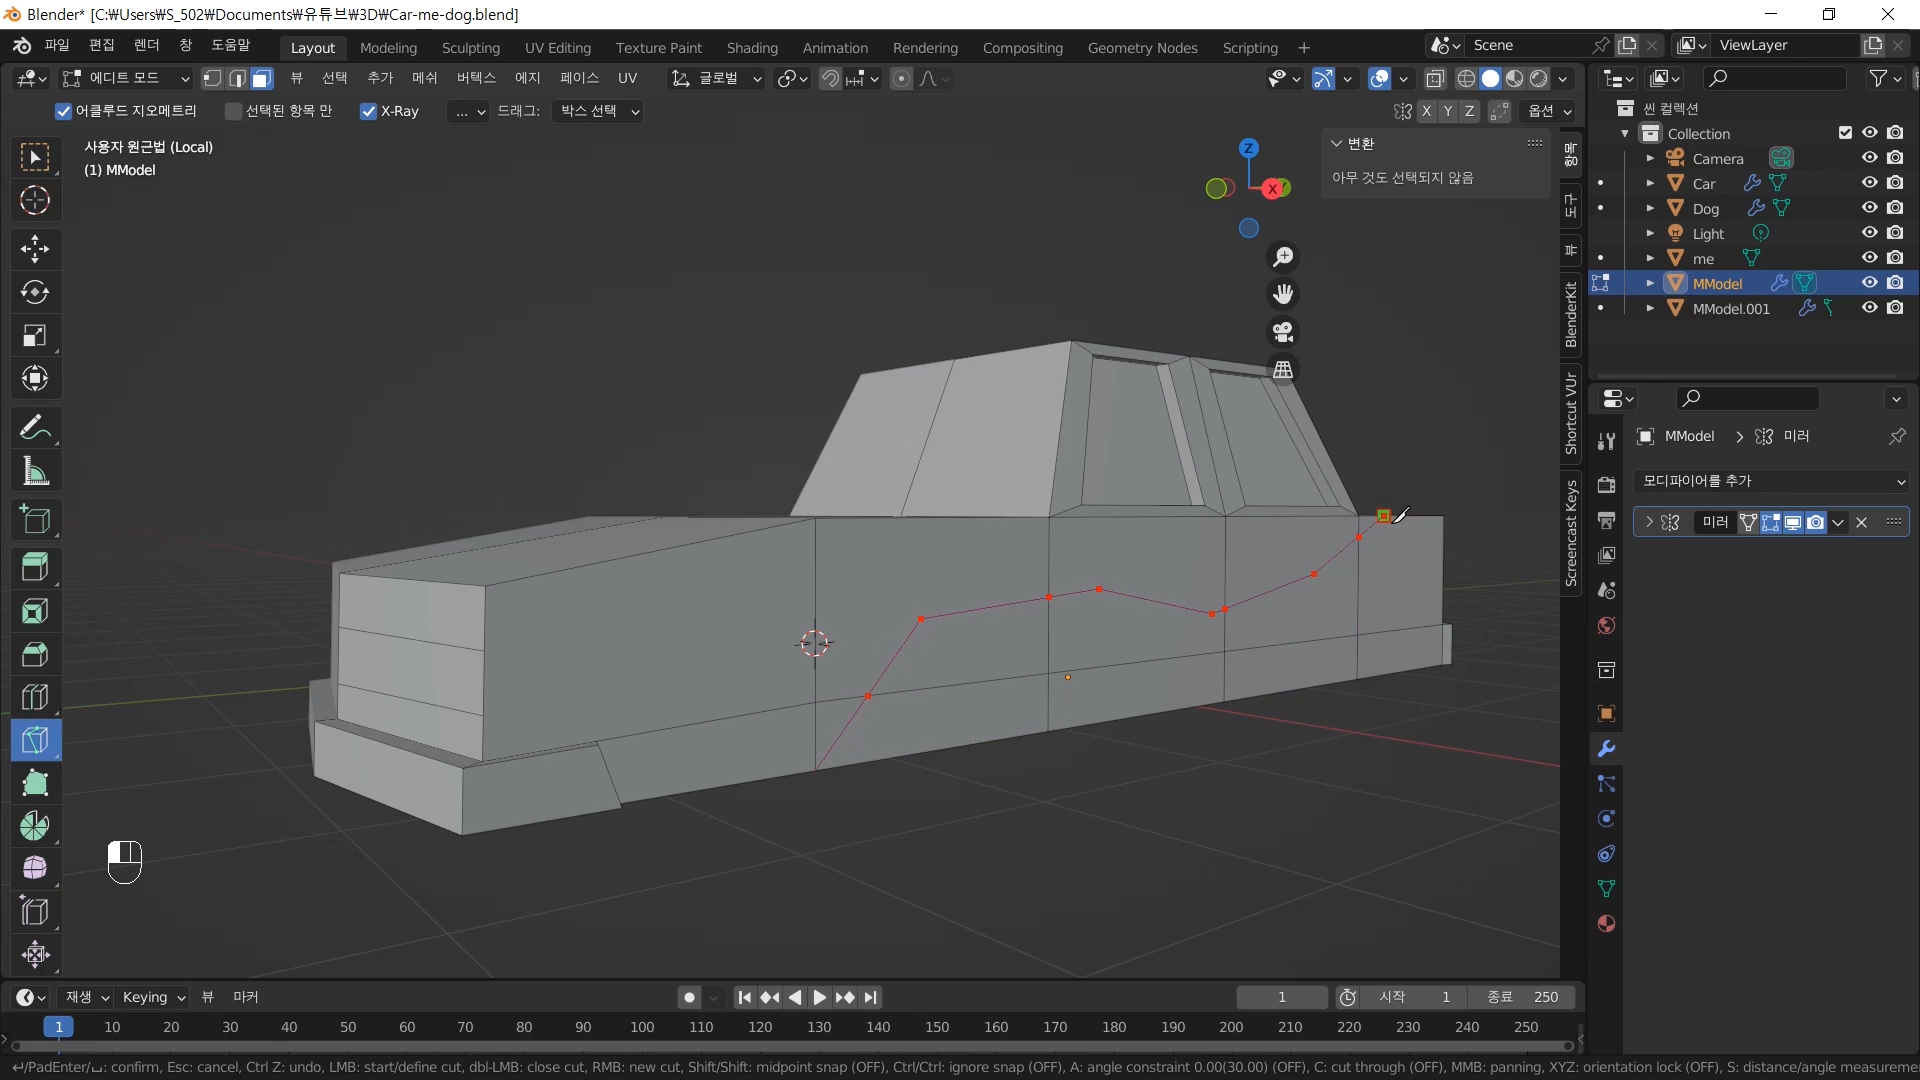 Blender* [C:₩Users₩S_502₩Documents₩유튜브₩3D₩Car-me-dog.blend]
파일 편집 렌더 창 도움말 Layout Modeling Sculpting UV Editing Texture Paint Shading Animation Rendering Compositing Geometry Nodes Scripting + Scene ViewLayer
에디트 모드 뷰 선택 추가 메쉬 버텍스 에지 페이스 UV 글로벌
어클루드 지오메트리 선택된 항목 만 X-Ray ... 드래그: 박스 선택 X Y Z 옵션
사용자 원근법 (Local)
(1) MModel
Z
X
Y
변환
아무 것도 선택되지 않음
항목
도구
뷰
BlenderKit
Shortcut VUr
Screencast Keys
씬 컬렉션
Collection
Camera
Car
Dog
Light
me
MModel
MModel.001
MModel 미러
모디파이어를 추가
미러
재생 Keying 뷰 마커 1 시작 1 종료 250
1 10 20 30 40 50 60 70 80 90 100 110 120 130 140 150 160 170 180 190 200 210 220 230 240 250
/PadEnter/: confirm, Esc: cancel, Ctrl Z: undo, LMB: start/define cut, dbl-LMB: close cut, RMB: new cut, Shift/Shift: midpoint snap (OFF), Ctrl/Ctrl: ignore snap (OFF), A: angle constraint 0.00(30.00) (OFF), C: cut through (OFF), MMB: panning, XYZ: orientation lock (OFF), S: distance/angle measureme